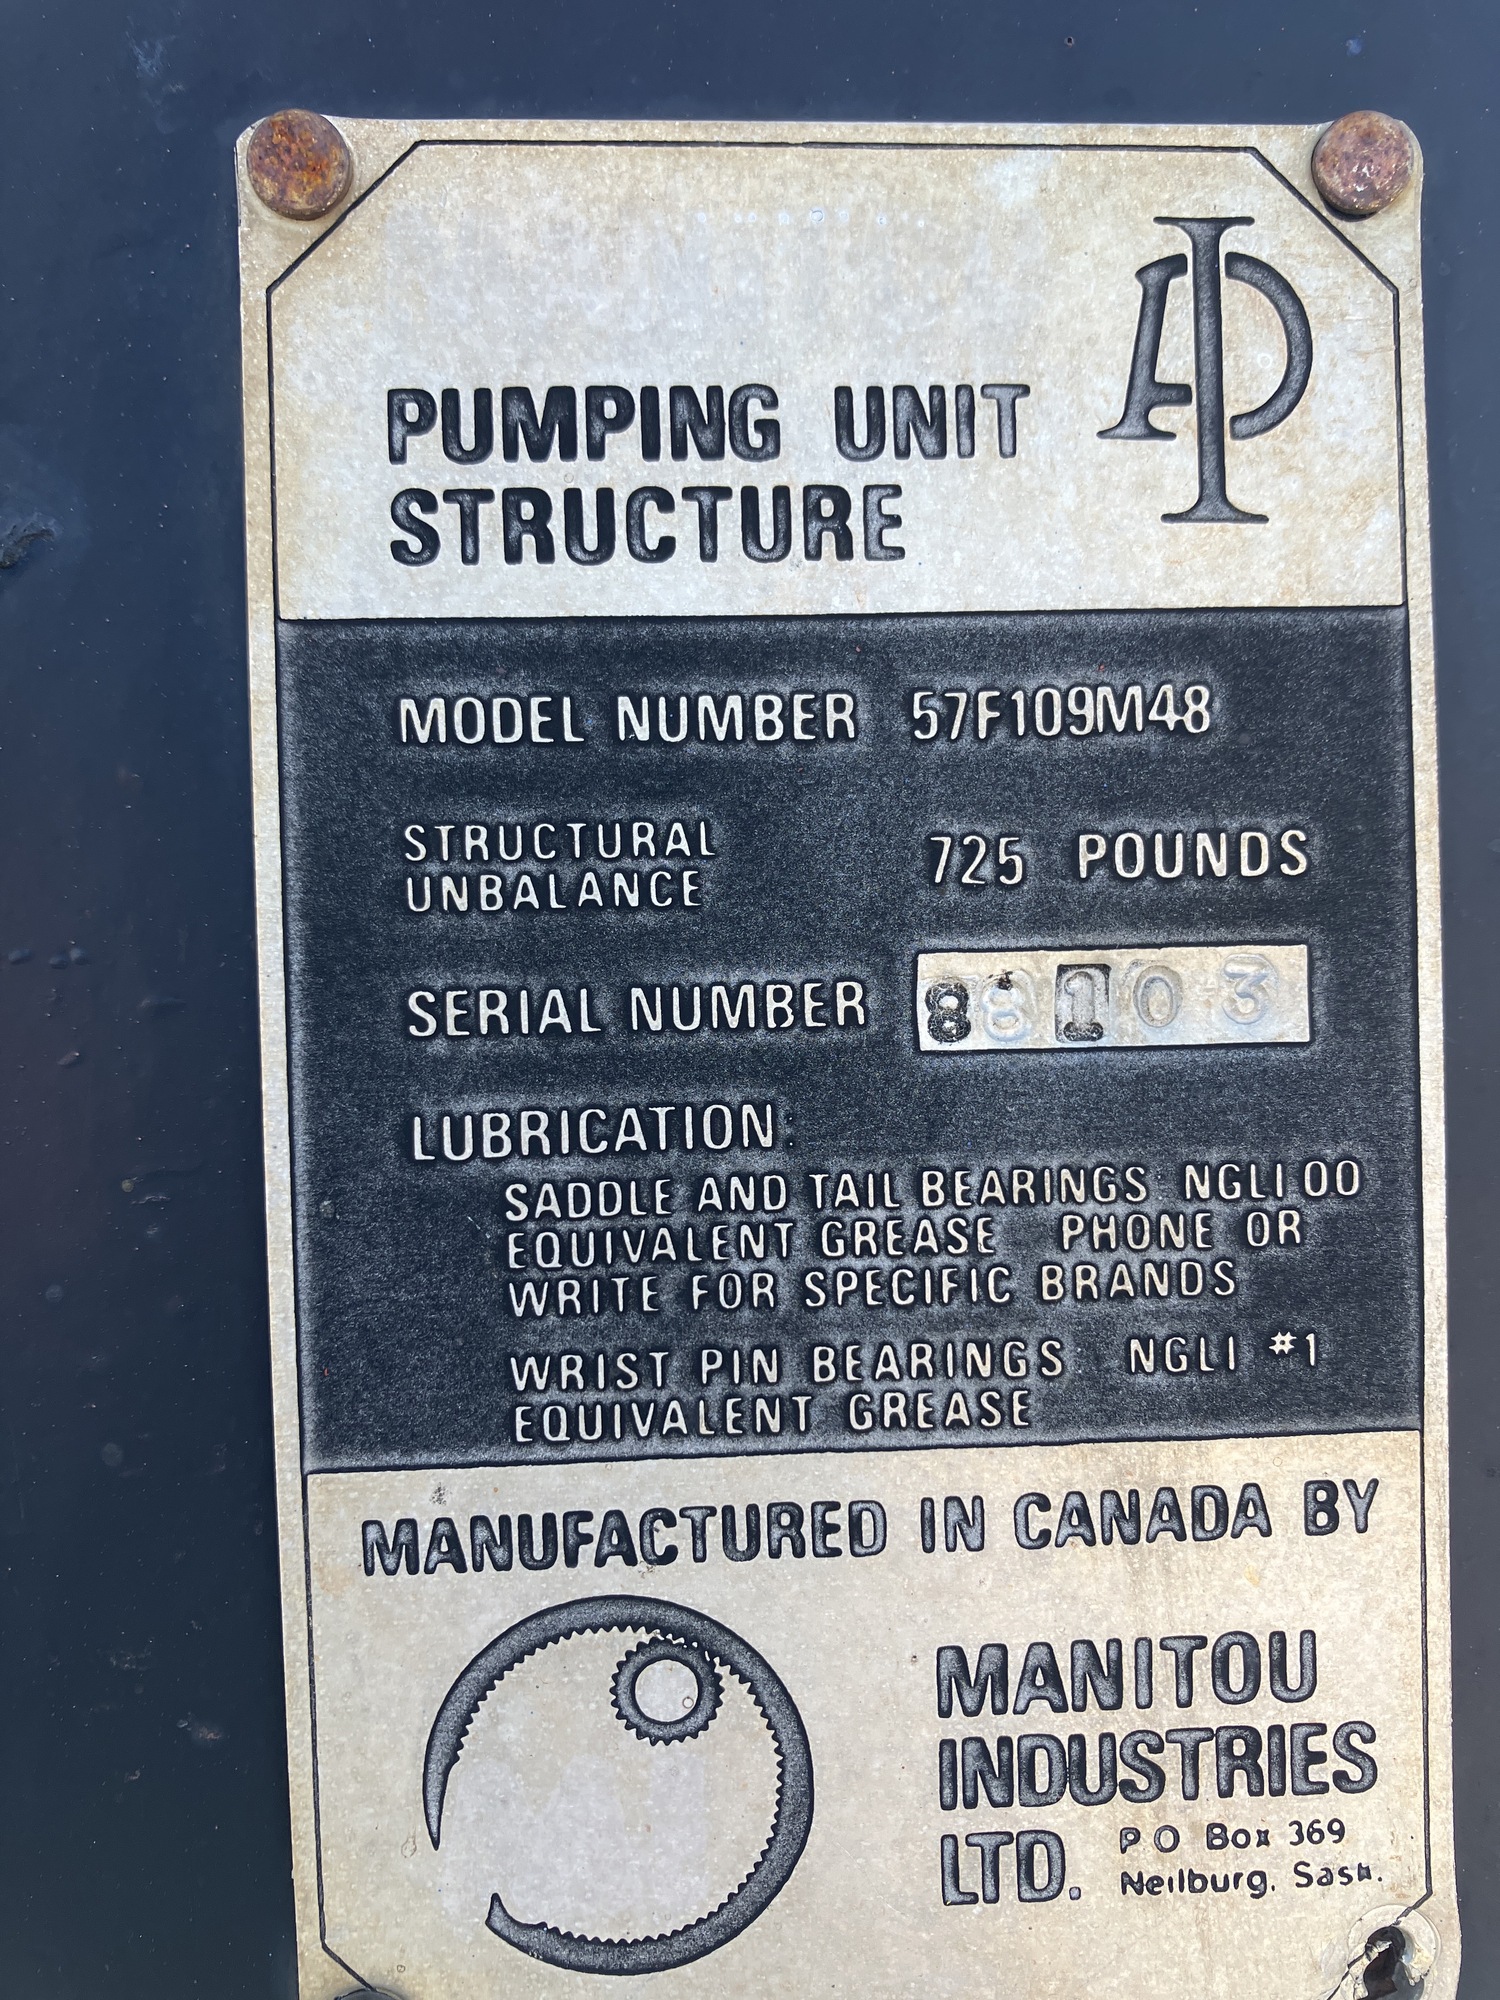 API
PUMPING UNIT
STRUCTURE
MODEL NUMBER 57F109M48
STRUCTURAL
UNBALANCE
725 POUNDS
SERIAL NUMBER 88103
LUBRICATION:
SADDLE AND TAIL BEARINGS NGLI 00
EQUIVALENT GREASE PHONE OR
WRITE FOR SPECIFIC BRANDS
WRIST PIN BEARINGS NGLI #1
EQUIVALENT GREASE
MANUFACTURED IN CANADA BY
MANITOU
INDUSTRIES
LTD. P O Box 369
Neilburg, Sask.